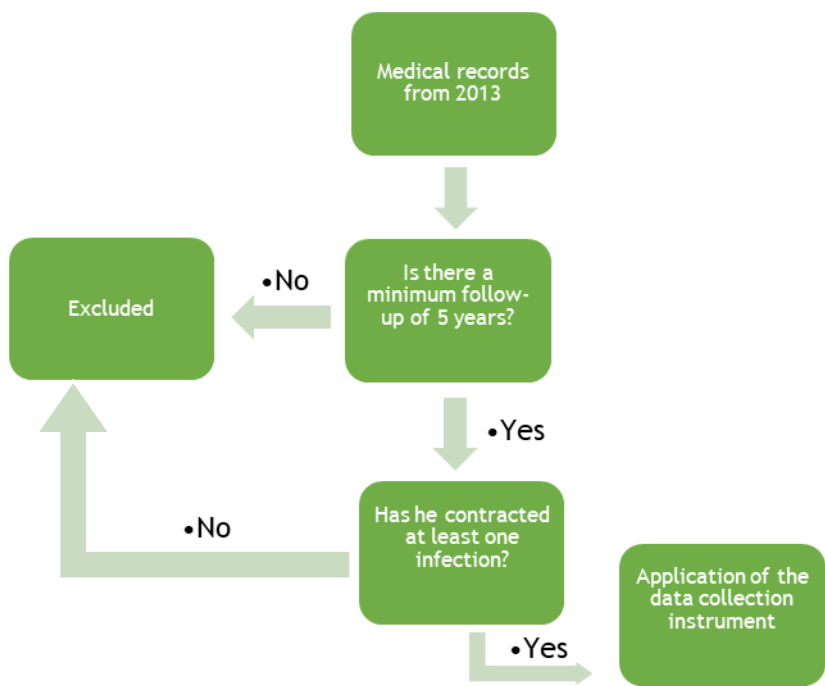 Medical records
from 2013
Is there a
minimum follow-
up of 5 years?
•No
Excluded
•Yes
Has he contracted
at least one
infection?
•No
Application of the
data collection
instrument
•Yes